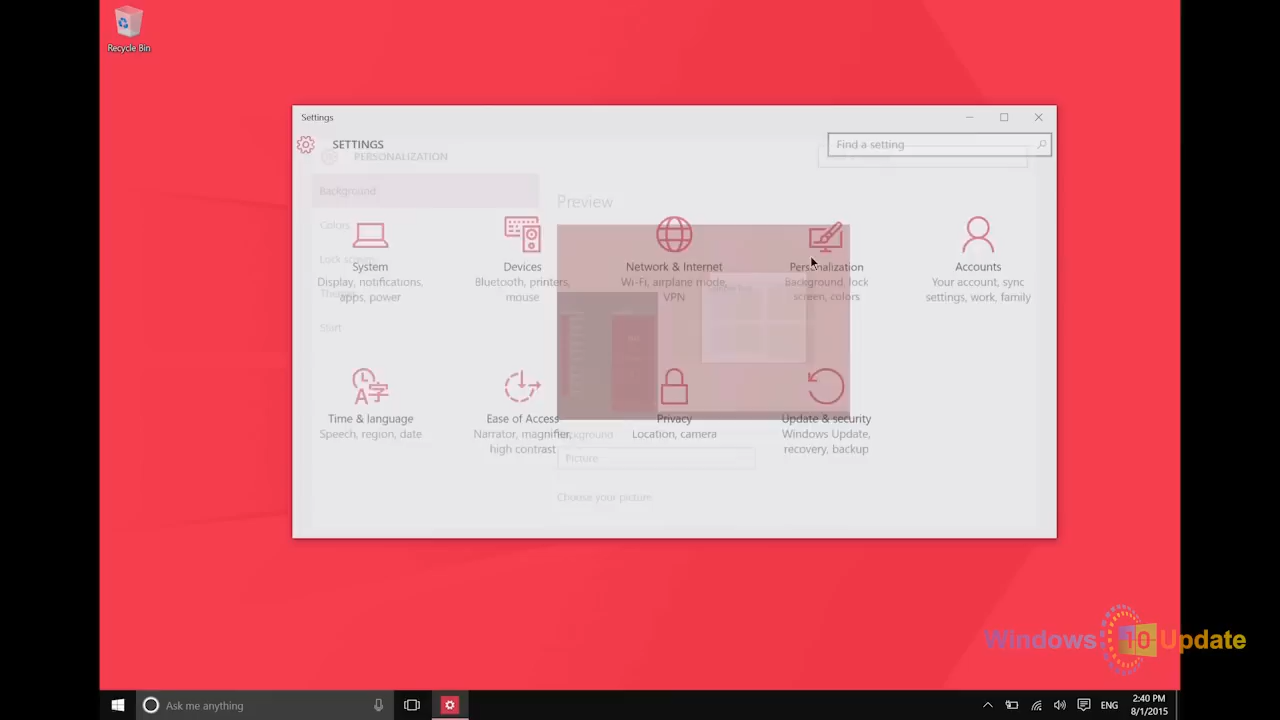 Recycle Bin
Settings
SETTINGS
Find a setting
PERSONALIZATION
Background
Preview
Colors
Lock screen
System
Display, notifications,
apps, power
Devices
Bluetooth, printers,
mouse
Network & Internet
Wi-Fi, airplane mode,
VPN
Personalization
Background, lock
screen, colors
Accounts
Your account, sync
settings, work, family
Themes
Start
Time & language
Speech, region, date
Ease of Access
Narrator, magnifier,
high contrast
Privacy
Location, camera
Update & security
Windows Update,
recovery, backup
Background
Picture
Choose your picture
Windows 10 Update
Ask me anything
ENG
2:40 PM
8/1/2015